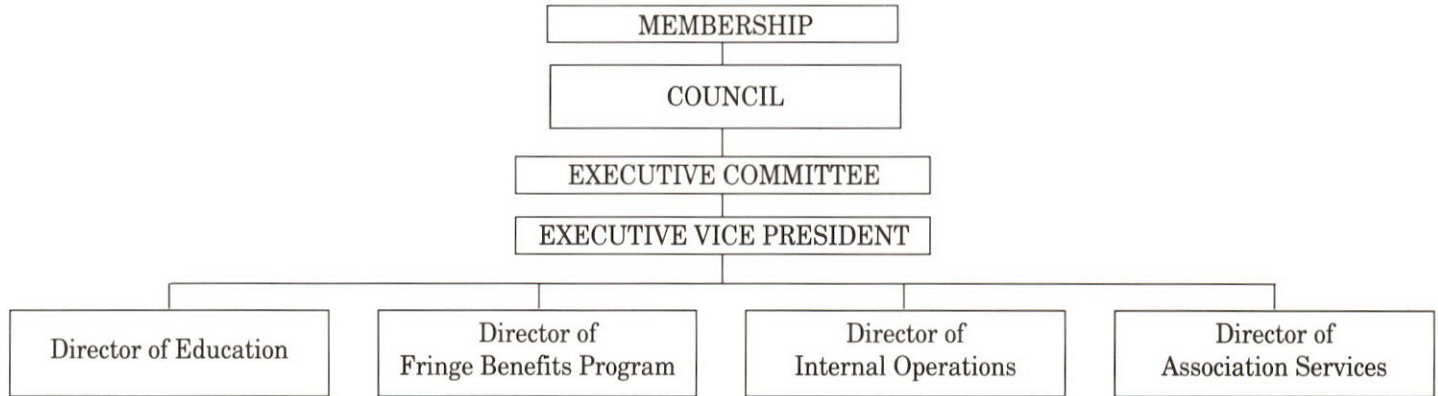 MEMBERSHIP
COUNCIL
EXECUTIVE COMMITTEE
EXECUTIVE VICE PRESIDENT
Director of Education
Director of
Fringe Benefits Program
Director of
Internal Operations
Director of
Association Services